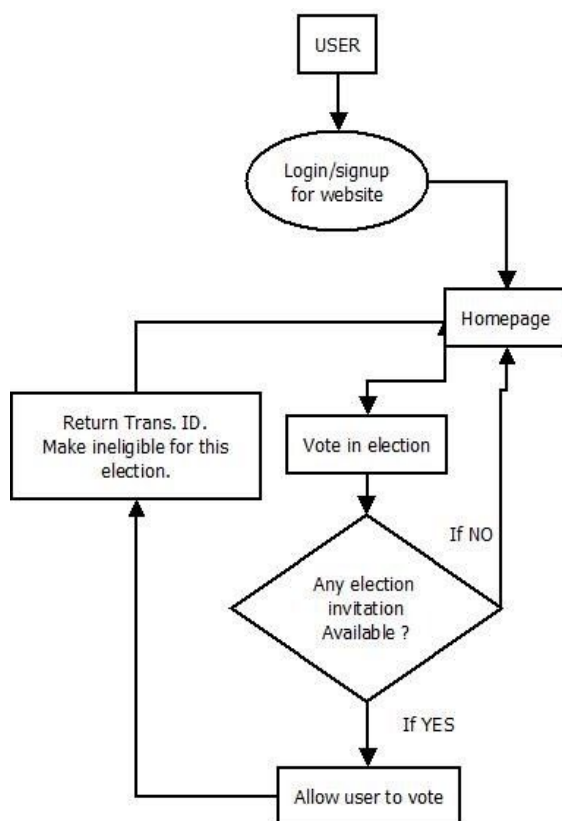 USER
Login/signup
for website
Homepage
Return Trans. ID.
Make ineligible for this
election.
Vote in election
If NO
Any election
invitation
Available ?
If YES
Allow user to vote